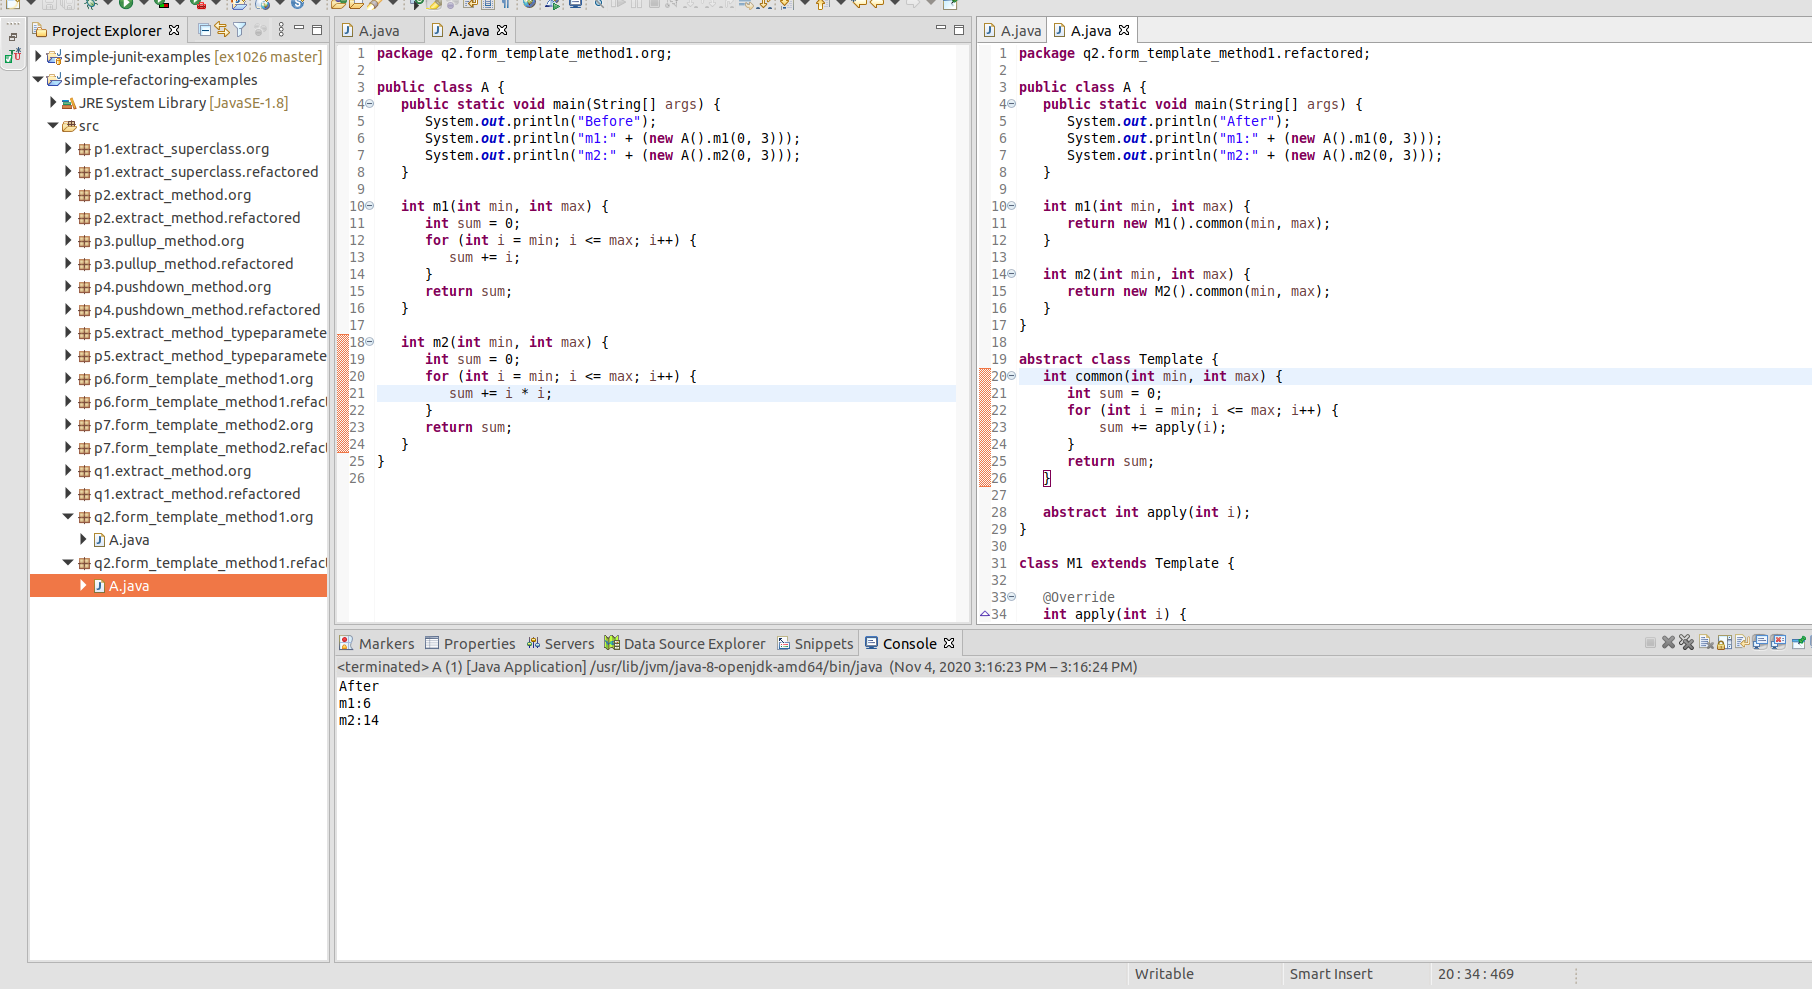 Project Explorer
simple-junit-examples [ex1026 master]
simple-refactoring-examples
JRE System Library [JavaSE-1.8]
src
p1.extract_superclass.org
p1.extract_superclass.refactored
p2.extract_method.org
p2.extract_method.refactored
p3.pullup_method.org
p3.pullup_method.refactored
p4.pushdown_method.org
p4.pushdown_method.refactored
p5.extract_method_typeparamete
p5.extract_method_typeparamete
p6.form_template_method1.org
p6.form_template_method1.refact
p7.form_template_method2.org
p7.form_template_method2.refact
q1.extract_method.org
q1.extract_method.refactored
q2.form_template_method1.org
A.java
q2.form_template_method1.refact
A.java
A.java
A.java
1 package q2.form_template_method1.org;
2
3 public class A {
4 public static void main(String[] args) {
5 System.out.println("Before");
6 System.out.println("m1:" + (new A().m1(0, 3)));
7 System.out.println("m2:" + (new A().m2(0, 3)));
8 }
9
10 int m1(int min, int max) {
11 int sum = 0;
12 for (int i = min; i <= max; i++) {
13 sum += i;
14 }
15 return sum;
16 }
17
18 int m2(int min, int max) {
19 int sum = 0;
20 for (int i = min; i <= max; i++) {
21 sum += i * i;
22 }
23 return sum;
24 }
25 }
26
A.java
A.java
1 package q2.form_template_method1.refactored;
2
3 public class A {
4 public static void main(String[] args) {
5 System.out.println("After");
6 System.out.println("m1:" + (new A().m1(0, 3)));
7 System.out.println("m2:" + (new A().m2(0, 3)));
8 }
9
10 int m1(int min, int max) {
11 return new M1().common(min, max);
12 }
13
14 int m2(int min, int max) {
15 return new M2().common(min, max);
16 }
17 }
18
19 abstract class Template {
20 int common(int min, int max) {
21 int sum = 0;
22 for (int i = min; i <= max; i++) {
23 sum += apply(i);
24 }
25 return sum;
26 }
27
28 abstract int apply(int i);
29 }
30
31 class M1 extends Template {
32
33 @Override
34 int apply(int i) {
Markers
Properties
Servers
Data Source Explorer
Snippets
Console
<terminated> A (1) [Java Application] /usr/lib/jvm/java-8-openjdk-amd64/bin/java (Nov 4, 2020 3:16:23 PM – 3:16:24 PM)
After
m1:6
m2:14
Writable
Smart Insert
20 : 34 : 469